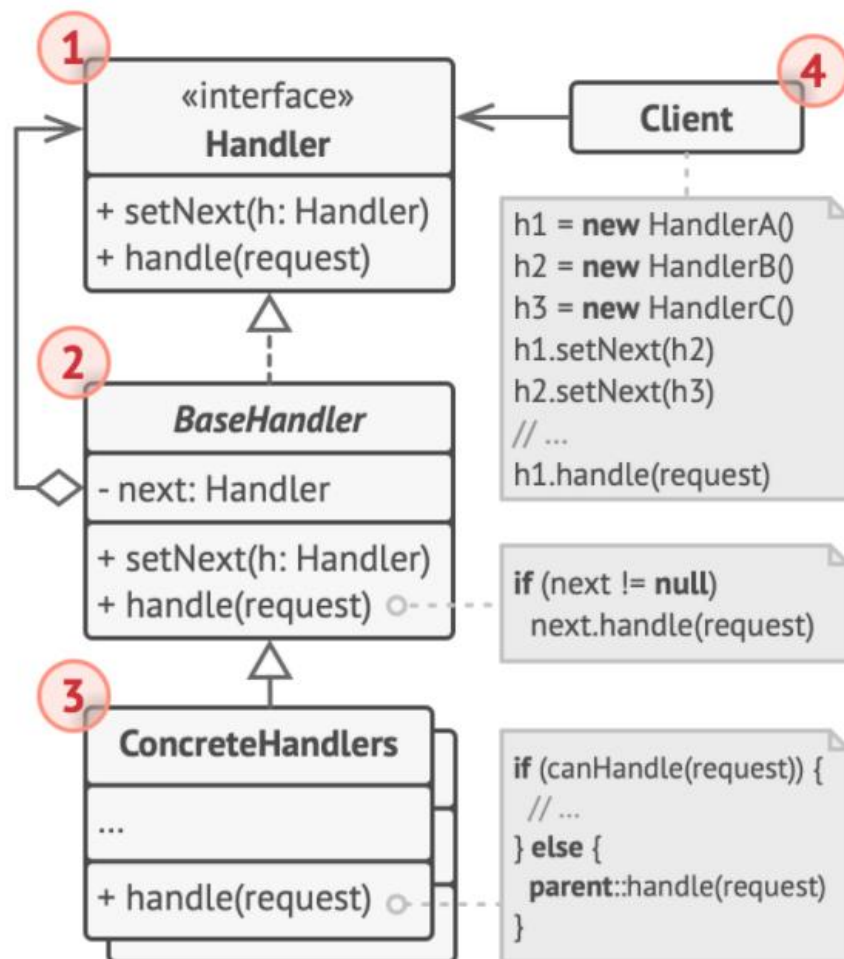 1
«interface»
Handler
+ setNext(h: Handler)
+ handle(request)
4
Client
h1 = new HandlerA()
h2 = new HandlerB()
h3 = new HandlerC()
h1.setNext(h2)
h2.setNext(h3)
// ...
h1.handle(request)
2
BaseHandler
- next: Handler
+ setNext(h: Handler)
+ handle(request)
if (next != null)
next.handle(request)
3
ConcreteHandlers
...
+ handle(request)
if (canHandle(request)) {
// ...
} else {
parent::handle(request)
}